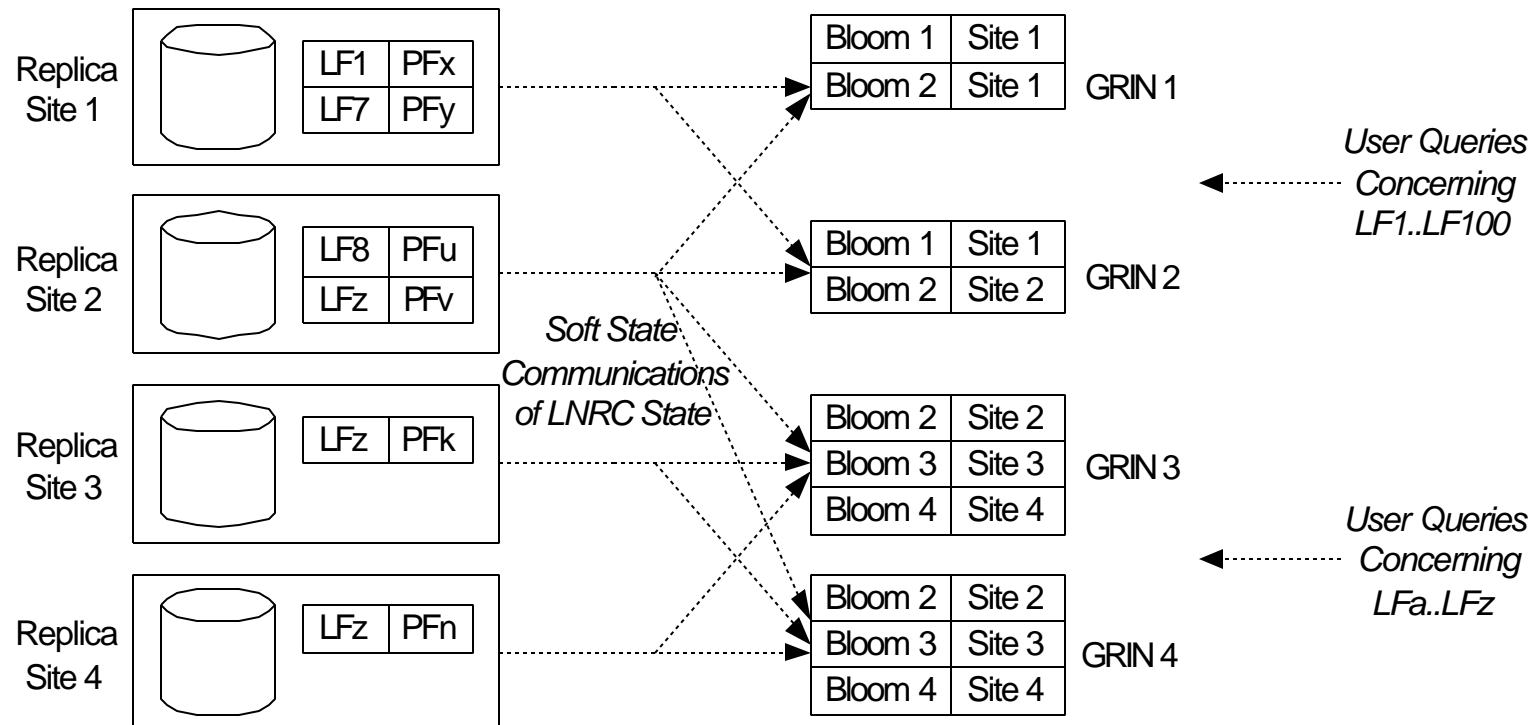 Replica
Site 1
LF1 PFx
LF7 PFy
Bloom 1 Site 1
Bloom 2 Site 1
GRIN 1
User Queries
Concerning
LF1..LF100
Replica
Site 2
LF8 PFu
LFz PFv
Bloom 1 Site 1
Bloom 2 Site 2
GRIN 2
Soft State
Communications
of LNRC State
Replica
Site 3
LFz PFk
Bloom 2 Site 2
Bloom 3 Site 3
Bloom 4 Site 4
GRIN 3
User Queries
Concerning
LFa..LFz
Replica
Site 4
LFz PFn
Bloom 2 Site 2
Bloom 3 Site 3
Bloom 4 Site 4
GRIN 4